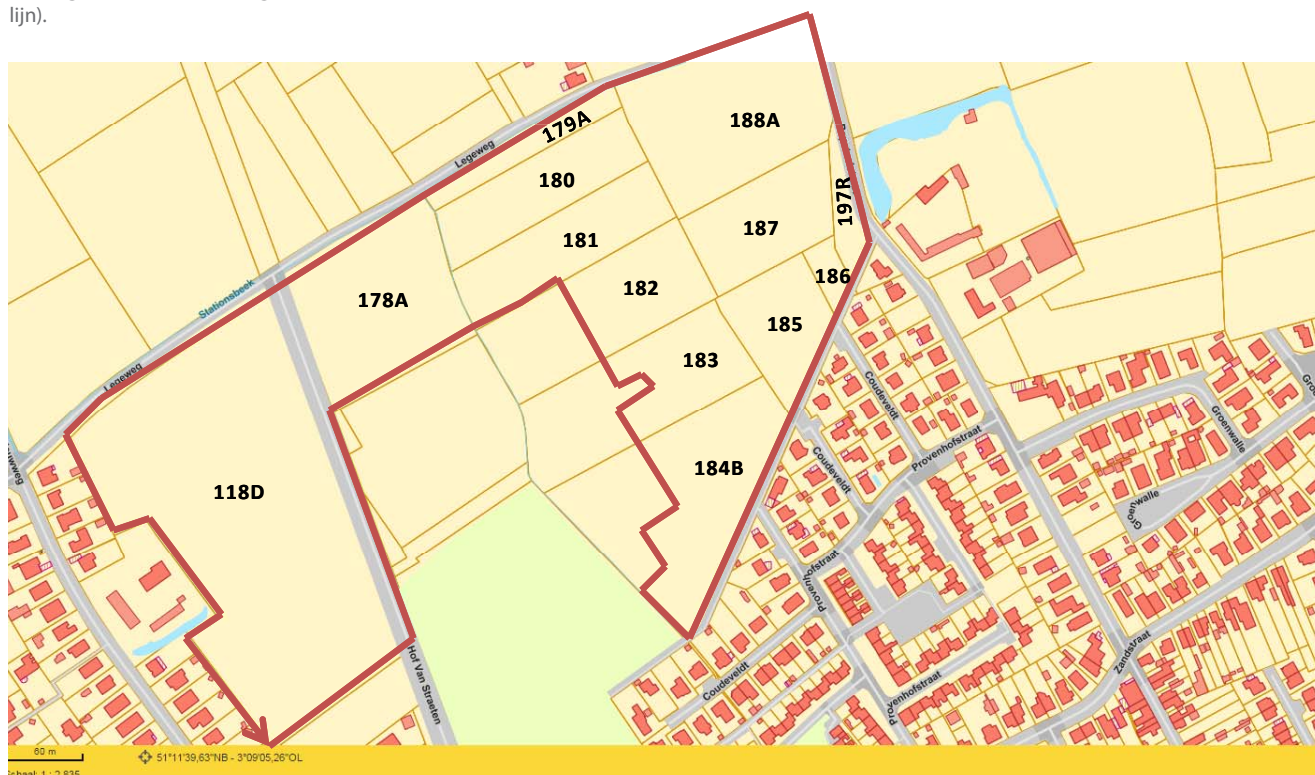 lijn).
188A
179A
Legeweg
180
197R
187
181
186
182
Stationsbeek
178A
185
183
Legeweg
Coudeveldt
Groenwalle
Provenhofstraat
Coudeveldt
184B
118D
Groenwalle
Provenhofstraat
Zandstraat
Hof Van Straeten
Coudeveldt
Provenhofstraat
60 m
51°11'39,63"NB - 3°09'05,26"OL